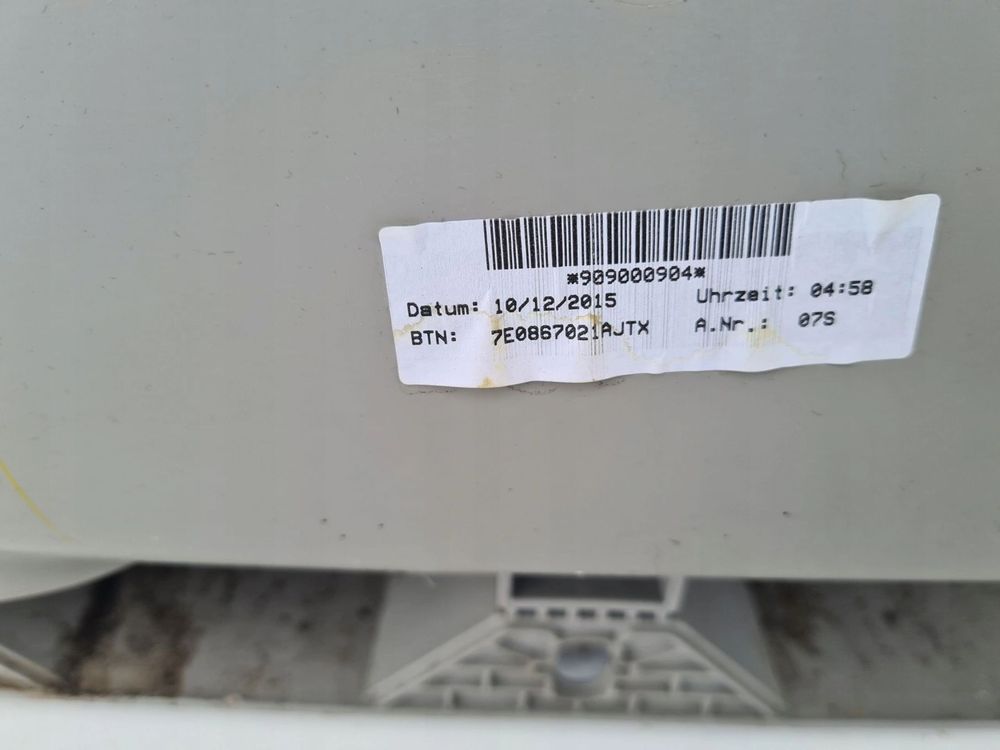 *909000904*
Datum: 10/12/2015 Uhrzeit: 04:58
BTN: 7E0867021AJTX A.Nr.: 07S